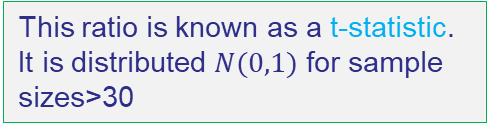 This ratio is known as a t-statistic.
It is distributed N(0,1) for sample
sizes>30